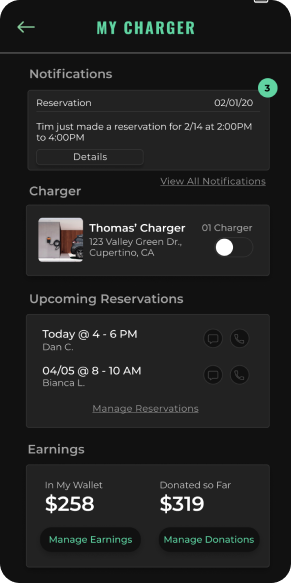 MY CHARGER
Notifications
3
Reservation 02/01/20
Tim just made a reservation for 2/14 at 2:00PM
to 4:00PM
Details
View All Notifications
Charger
Thomas’ Charger 01 Charger
123 Valley Green Dr.,
Cupertino, CA
Upcoming Reservations
Today @ 4 - 6 PM
Dan C.
04/05 @ 8 - 10 AM
Bianca L.
Manage Reservations
Earnings
In My Wallet Donated so Far
$258 $319
Manage Earnings Manage Donations